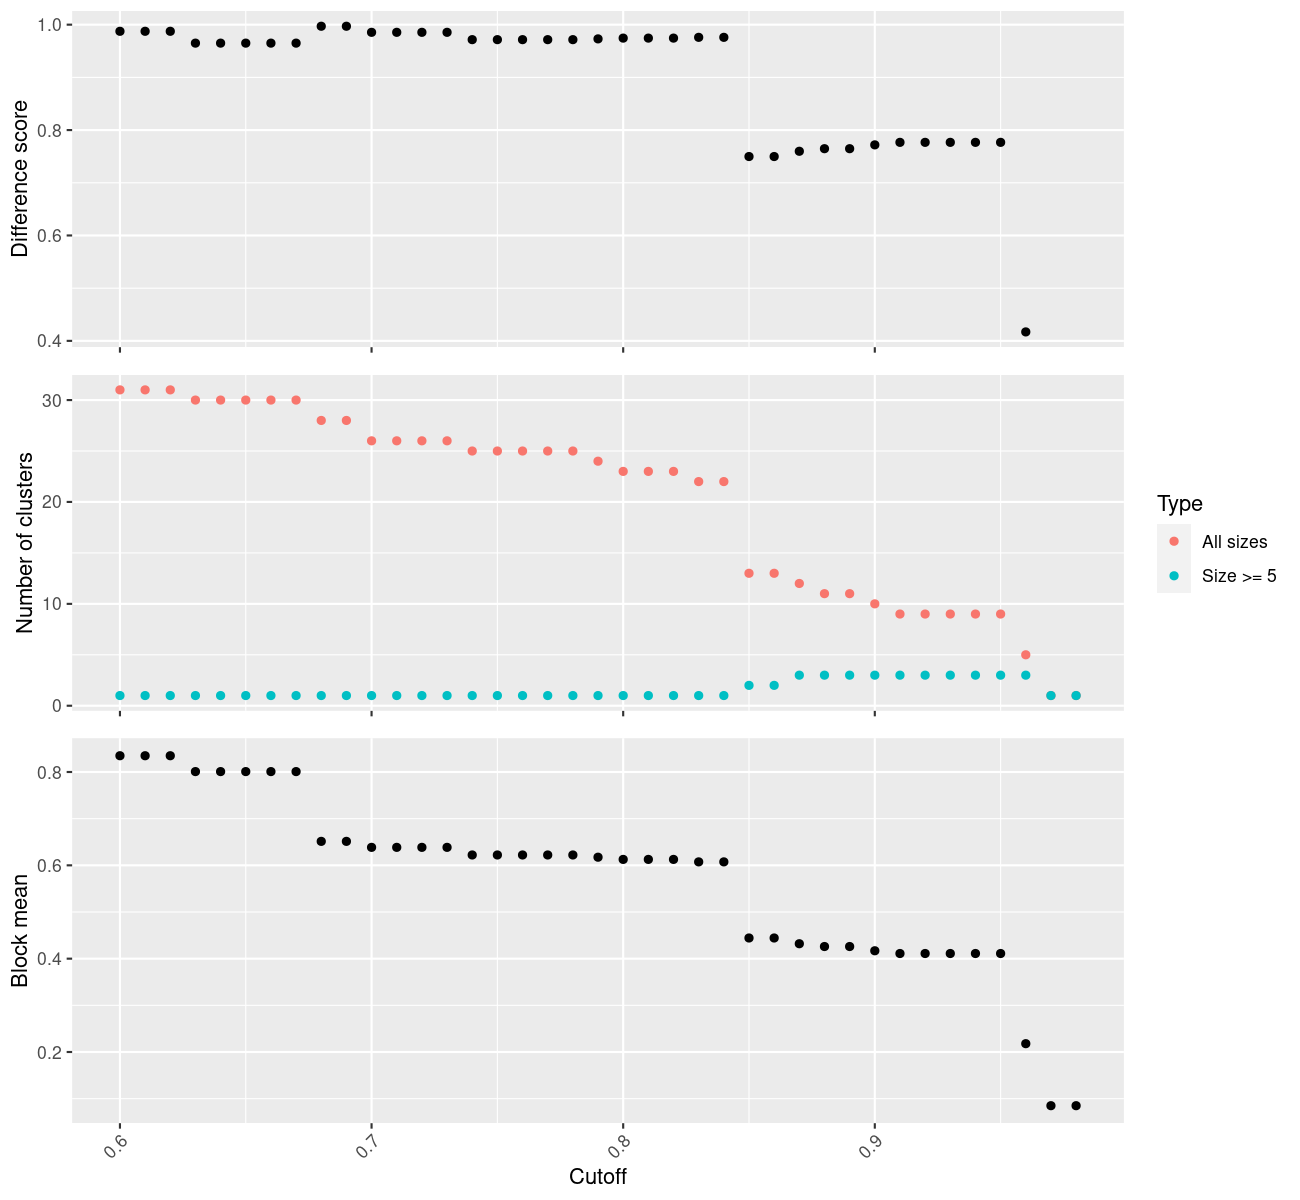 Difference score
1.0
0.8
0.6
0.4
Number of clusters
30
20
10
0
Type
All sizes
Size >= 5
Block mean
0.8
0.6
0.4
0.2
0.6
0.7
0.8
0.9
Cutoff